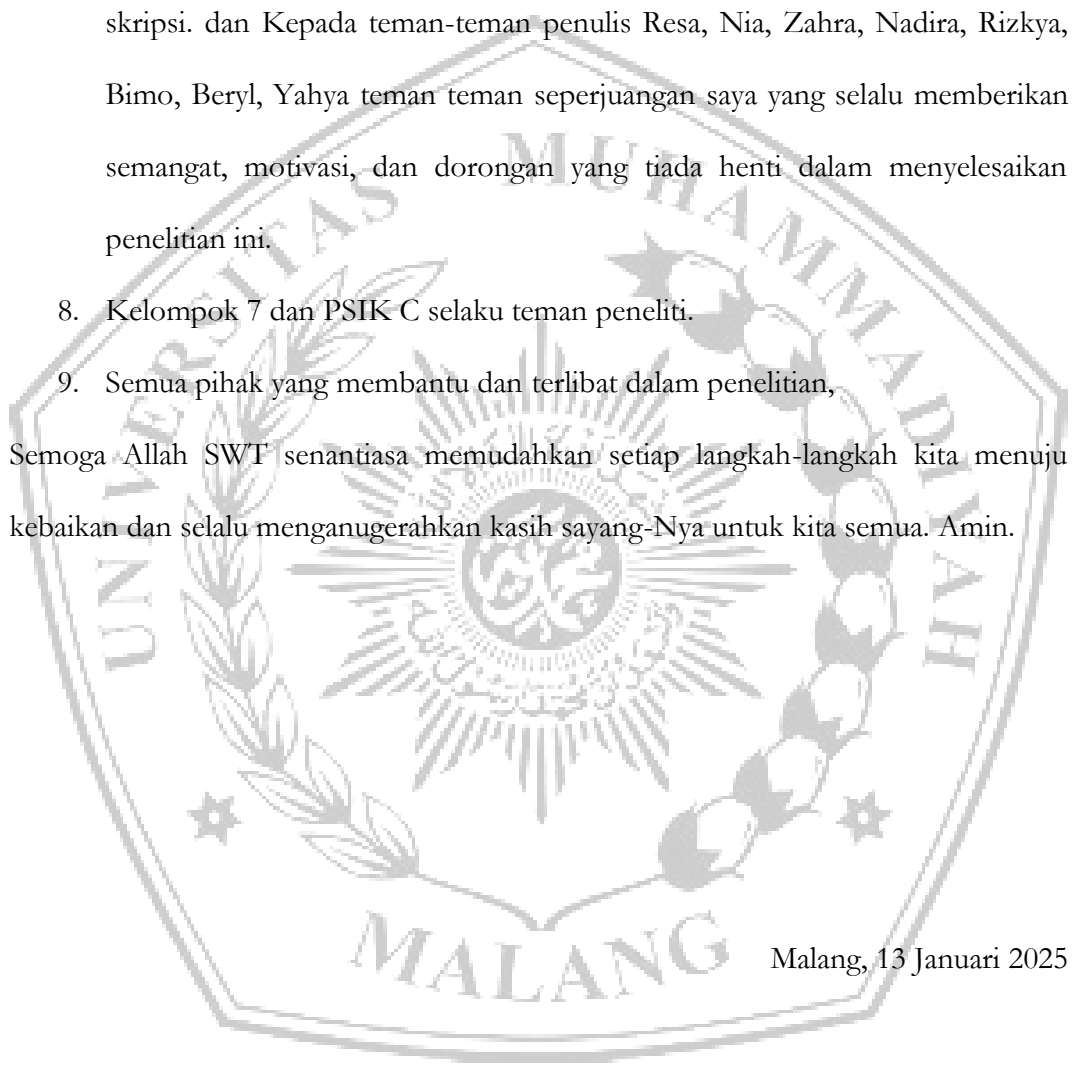 skripsi. dan Kepada teman-teman penulis Resa, Nia, Zahra, Nadira, Rizkya,
Bimo, Beryl, Yahya teman teman seperjuangan saya yang selalu memberikan
semangat, motivasi, dan dorongan yang tiada henti dalam menyelesaikan
penelitian ini.
8. Kelompok 7 dan PSIK C selaku teman peneliti.
9. Semua pihak yang membantu dan terlibat dalam penelitian,
Semoga Allah SWT senantiasa memudahkan setiap langkah-langkah kita menuju
kebaikan dan selalu menganugerahkan kasih sayang-Nya untuk kita semua. Amin.
Malang, 13 Januari 2025
UNIVERSITAS MUHAMMADIYAH
MALANG